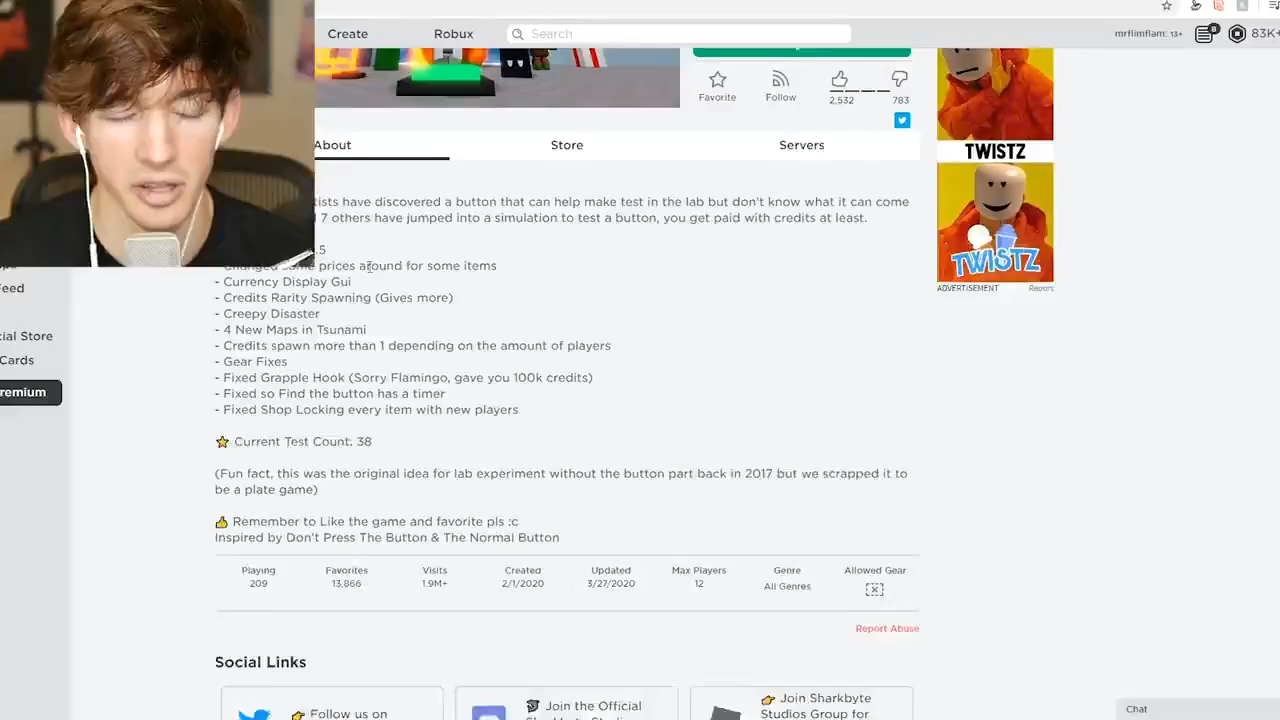 Create Robux Search mrflimflam: 13+ 83K+
Favorite Follow 2,532 783
About Store Servers
TWISTZ
TWISTZ
ADVERTISEMENT Report
tists have discovered a button that can help make test in the lab but don't know what it can come
7 others have jumped into a simulation to test a button, you get paid with credits at least.
.5
- Changed some prices around for some items
- Currency Display Gui
- Credits Rarity Spawning (Gives more)
- Creepy Disaster
- 4 New Maps in Tsunami
- Credits spawn more than 1 depending on the amount of players
- Gear Fixes
- Fixed Grapple Hook (Sorry Flamingo, gave you 100k credits)
- Fixed so Find the button has a timer
- Fixed Shop Locking every item with new players
Feed
cial Store
Cards
remium
⭐ Current Test Count: 38
(Fun fact, this was the original idea for lab experiment without the button part back in 2017 but we scrapped it to
be a plate game)
👍 Remember to Like the game and favorite pls :c
Inspired by Don't Press The Button & The Normal Button
Playing Favorites Visits Created Updated Max Players Genre Allowed Gear
209 13,866 1.9M+ 2/1/2020 3/27/2020 12 All Genres
Report Abuse
Social Links
👉 Follow us on
Join the Official
👉 Join Sharkbyte
Studios Group for
Chat